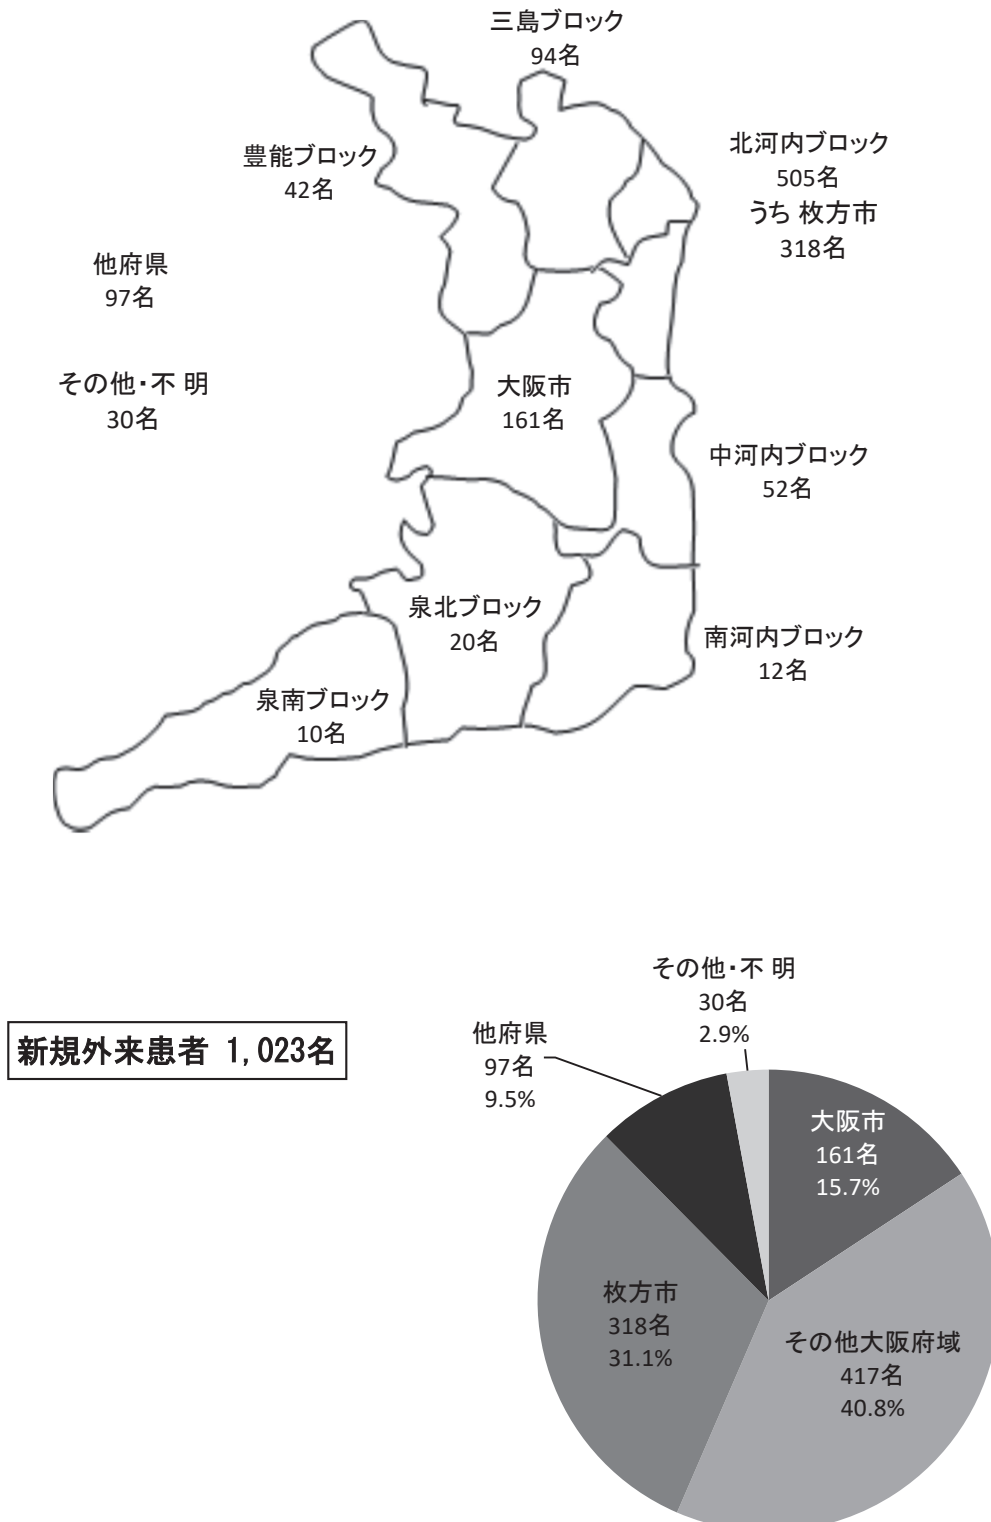 三島ブロック
94名
豊能ブロック
42名
北河内ブロック
505名
うち 枚方市
318名
他府県
97名
その他・不 明
30名
大阪市
161名
中河内ブロック
52名
泉北ブロック
20名
南河内ブロック
12名
泉南ブロック
10名
新規外来患者 1,023名
その他・不 明
30名
2.9%
他府県
97名
9.5%
大阪市
161名
15.7%
枚方市
318名
31.1%
その他大阪府域
417名
40.8%